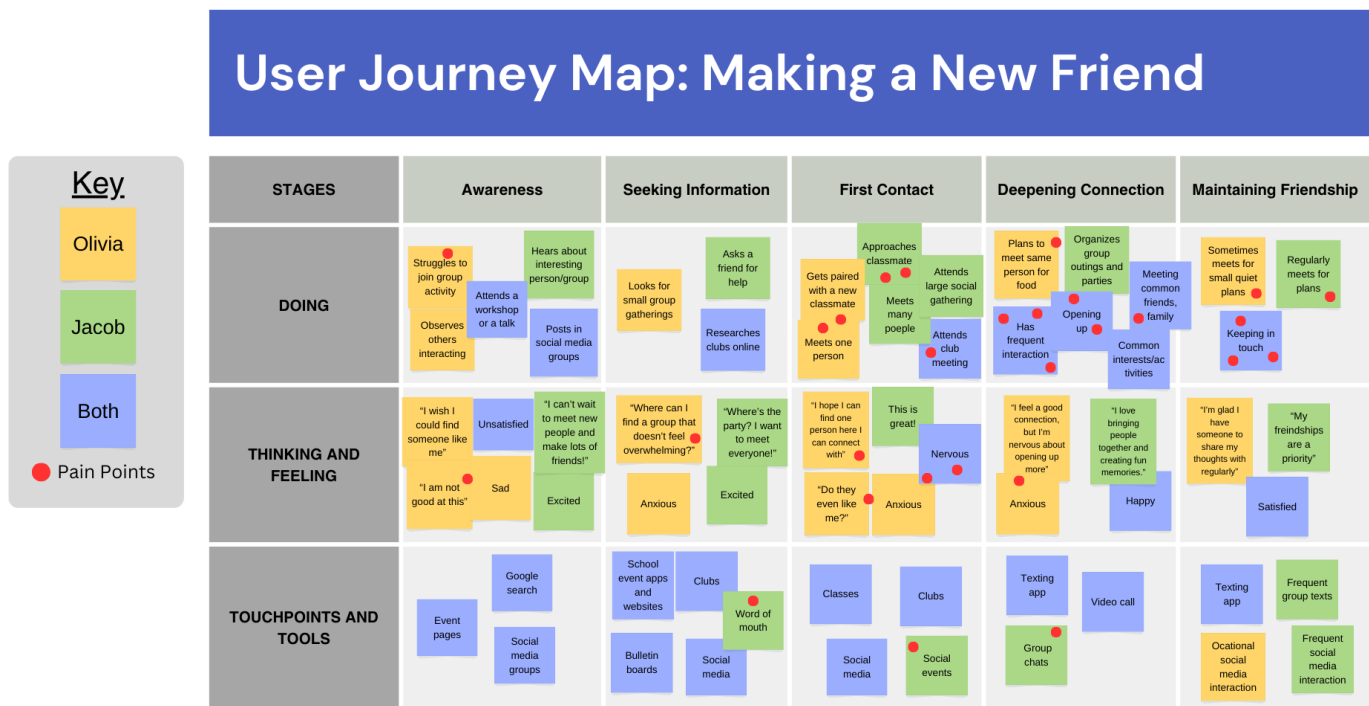 User Journey Map: Making a New Friend
Key
Olivia
Jacob
Both
Pain Points
STAGES
Awareness
Seeking Information
First Contact
Deepening Connection
Maintaining Friendship
DOING
Struggles to
join group
activity
Hears about
interesting
person/group
Attends a
workshop
or a talk
Observes
others
interacting
Posts in
social media
groups
Looks for
small group
gatherings
Asks a
friend for
help
Researches
clubs online
Approaches
classmate
Gets paired
with a new
classmate
Attends
large social
gathering
Meets
many
poeple
Meets one
person
Attends
club
meeting
Plans to
meet same
person for
food
Organizes
group
outings and
parties
Meeting
common
friends,
family
Opening
up
Has
frequent
interaction
Common
interests/ac
tivities
Sometimes
meets for
small quiet
plans
Regularly
meets for
plans
Keeping in
touch
THINKING AND
FEELING
“I wish I
could find
someone like
me”
Unsatisfied
“I can’t wait
to meet new
people and
make lots of
friends!”
“I am not
good at this”
Sad
Excited
“Where can I
find a group that
doesn’t feel
overwhelming?”
“Where’s the
party? I want
to meet
everyone!”
Anxious
Excited
“I hope I can
find one
person here I
can connect
with”
This is
great!
Nervous
“Do they
even like
me?”
Anxious
“I feel a good
connection,
but I’m
nervous about
opening up
more”
“I love
bringing
people
together and
creating fun
memories.”
Anxious
Happy
“I’m glad I
have
someone to
share my
thoughts with
regularly”
“My
freindships
are a
priority”
Satisfied
TOUCHPOINTS AND
TOOLS
Google
search
Event
pages
Social
media
groups
School
event apps
and
websites
Clubs
Word of
mouth
Bulletin
boards
Social
media
Classes
Clubs
Social
media
Social
events
Texting
app
Video call
Group
chats
Texting
app
Frequent
group texts
Ocational
social
media
interaction
Frequent
social
media
interaction